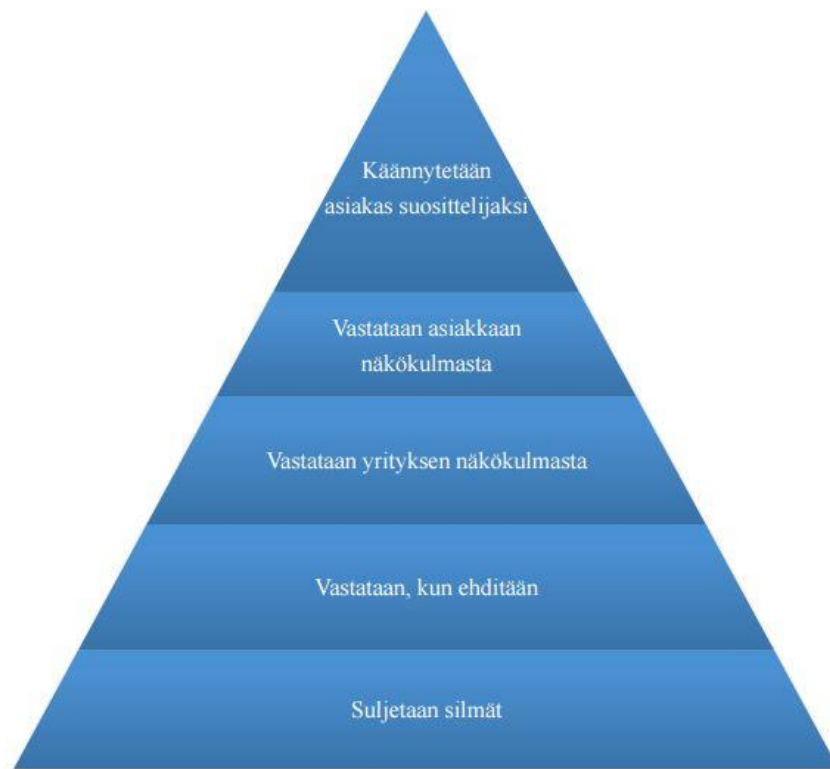 Käännytetään
asiakas suosittelijaksi
Vastataan asiakkaan
näkökulmasta
Vastataan yrityksen näkökulmasta
Vastataan, kun ehditään
Suljetaan silmät